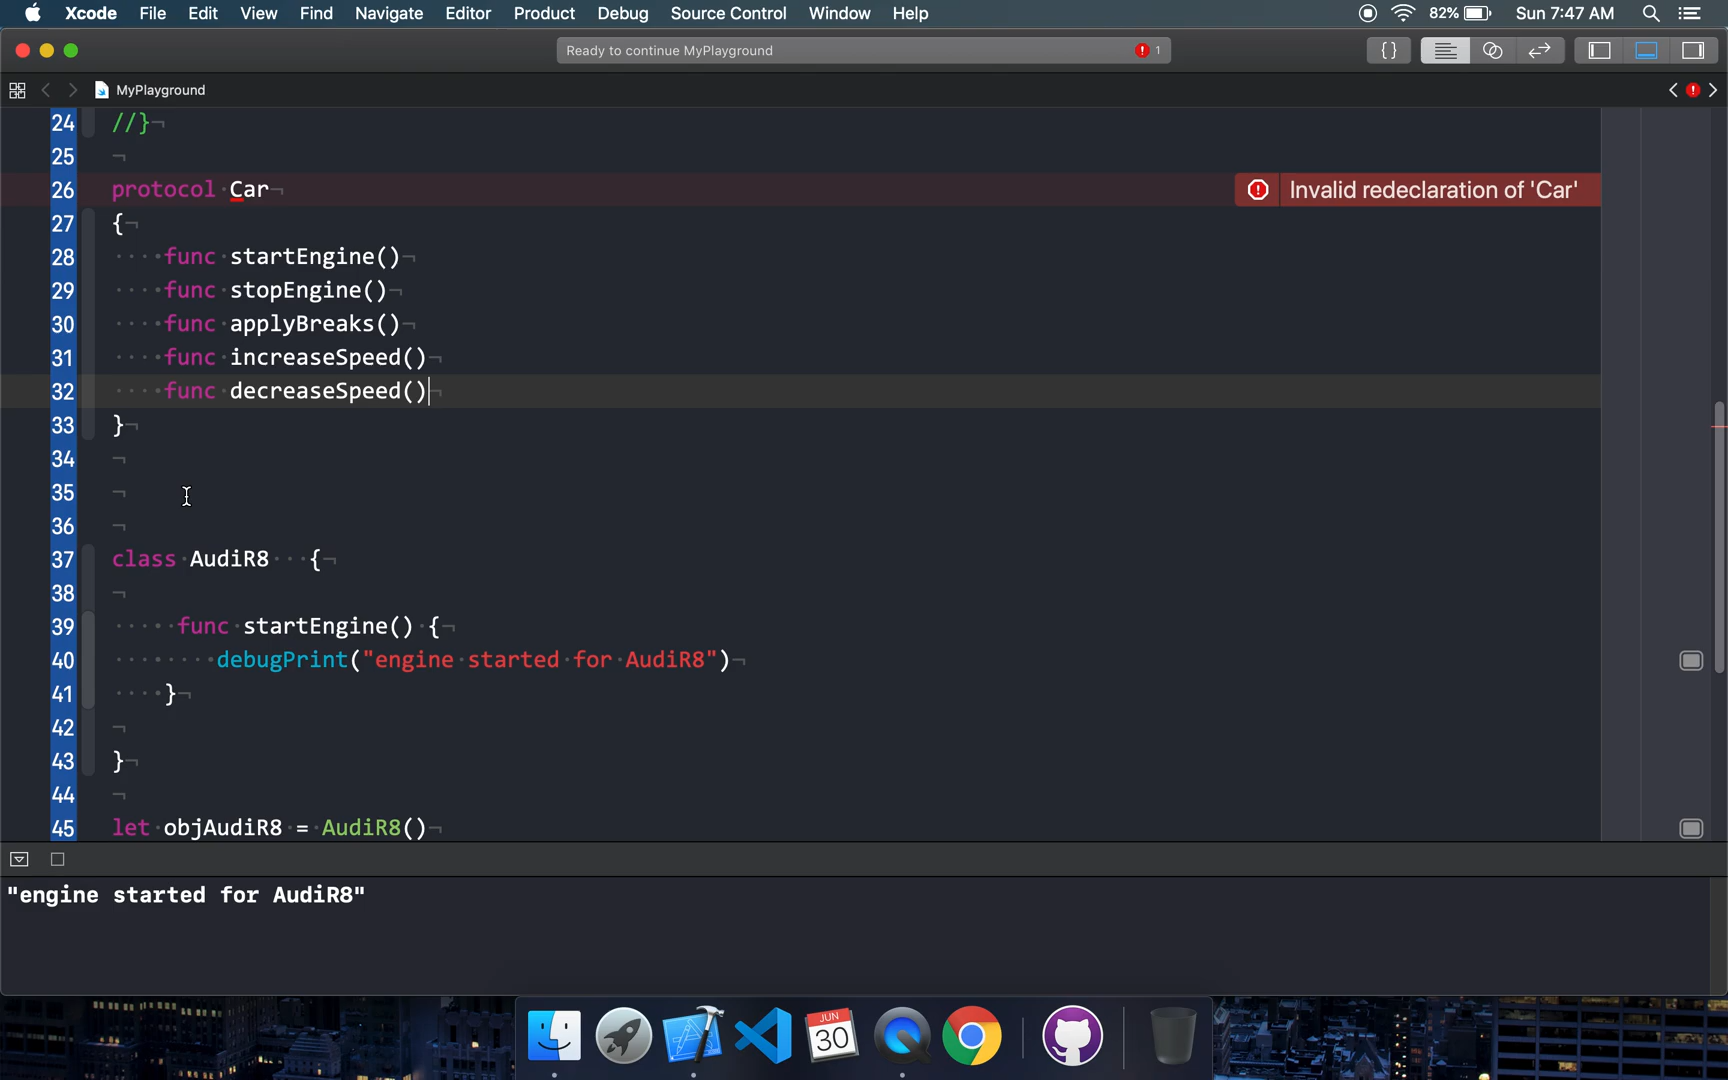 Xcode File Edit View Find Navigate Editor Product Debug Source Control Window Help 82% Sun 7:47 AM
Ready to continue MyPlayground 1
MyPlayground
24 //}
25
26 protocol Car Invalid redeclaration of 'Car'
27 {
28 func startEngine()
29 func stopEngine()
30 func applyBreaks()
31 func increaseSpeed()
32 func decreaseSpeed()
33 }
34
35
36
37 class AudiR8 {
38
39 func startEngine() {
40 debugPrint("engine started for AudiR8")
41 }
42
43 }
44
45 let objAudiR8 = AudiR8()
"engine started for AudiR8"
JUN
30